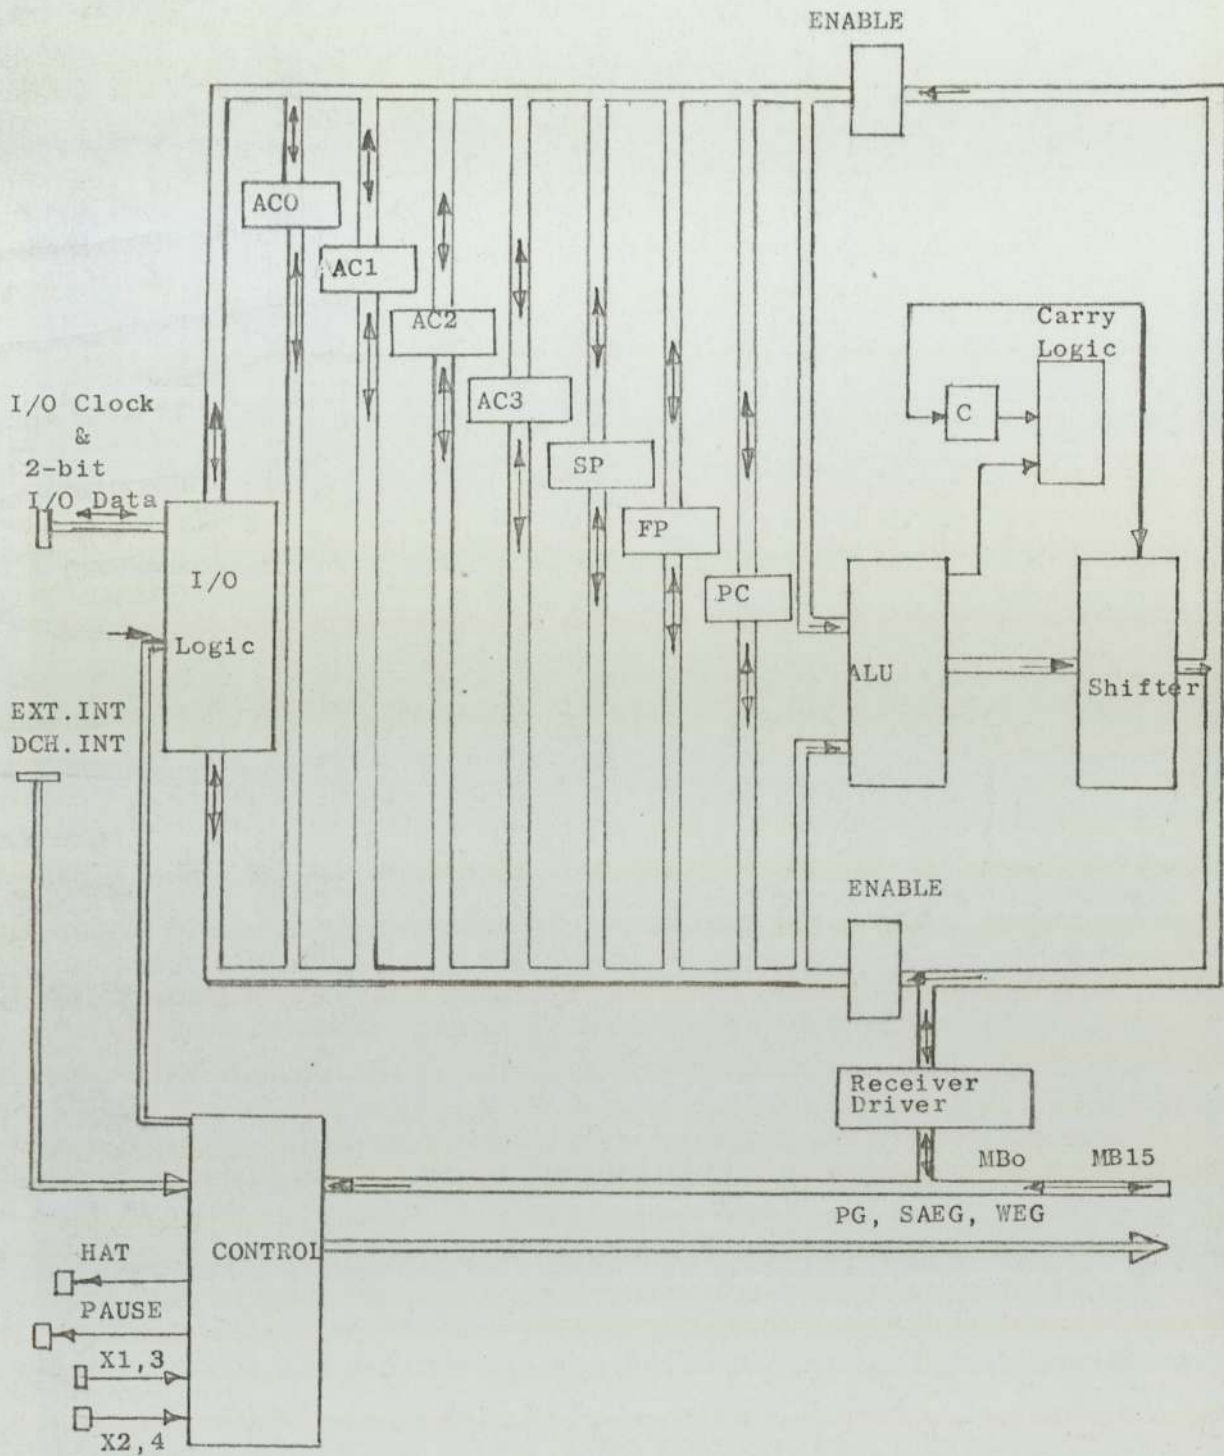 ENABLE
AC0
AC1
AC2
AC3
SP
FP
PC
Carry
Logic
C
I/O Clock
&
2-bit
I/O Data
I/O
Logic
ALU
Shifter
EXT.INT
DCH.INT
ENABLE
Receiver
Driver
MBo
MB15
PG, SAEG, WEG
CONTROL
HAT
PAUSE
X1,3
X2,4